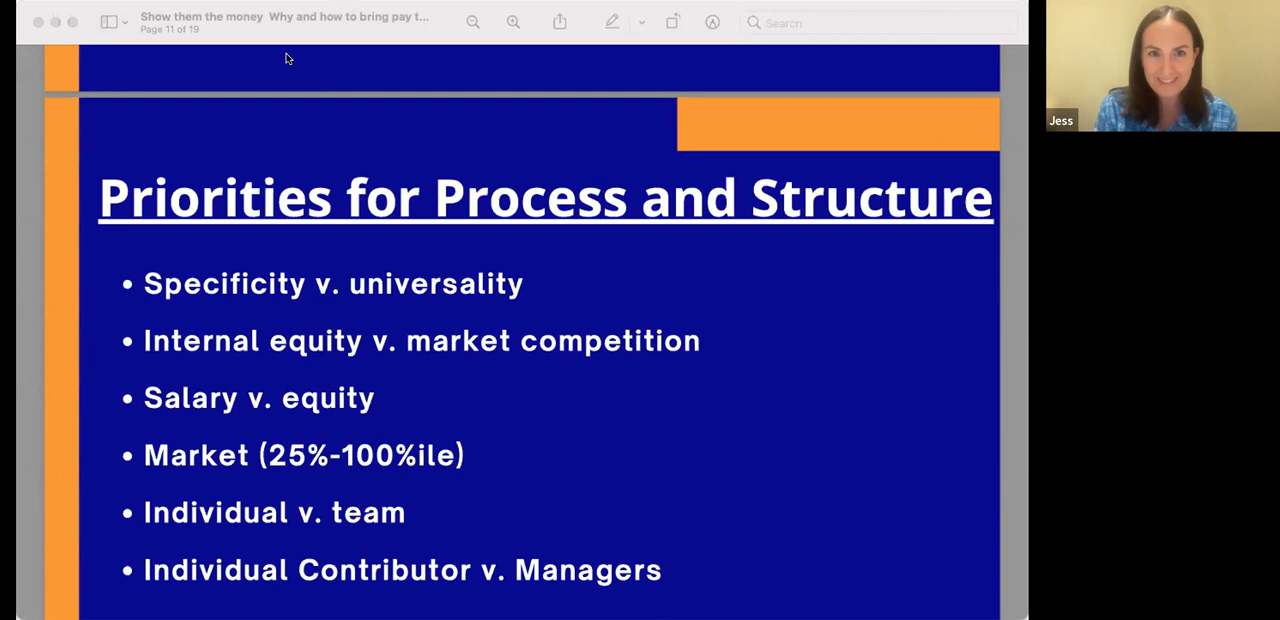 Show them the money Why and how to bring pay t...
Page 11 of 19
Search
Jess
Priorities for Process and Structure
• Specificity v. universality
• Internal equity v. market competition
• Salary v. equity
• Market (25%-100%ile)
• Individual v. team
• Individual Contributor v. Managers